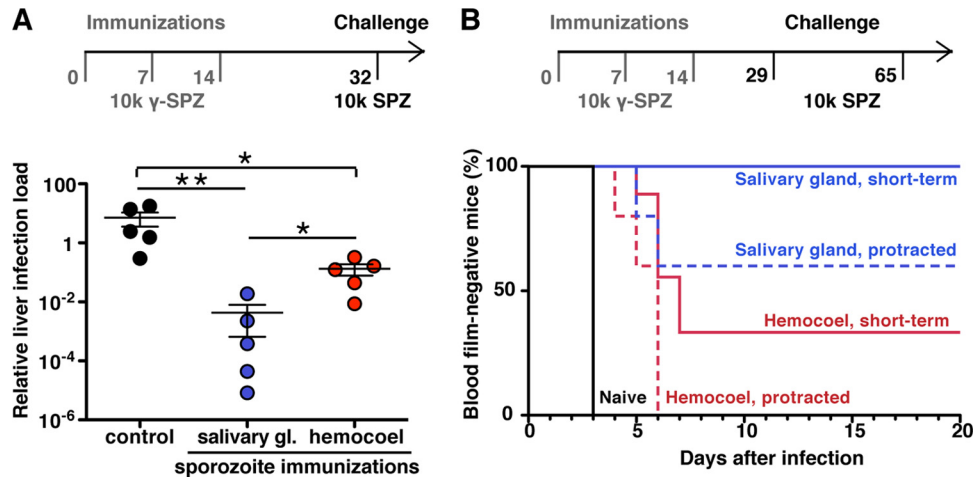 A
Immunizations
Challenge
0
7
14
32
10k γ-SPZ
10k SPZ
Relative liver infection load
100
1
10-2
10-4
10-6
*
**
*
control
salivary gl.
hemocoel
sporozoite immunizations
B
Immunizations
Challenge
0
7
14
29
65
10k γ-SPZ
10k SPZ
Blood film-negative mice (%)
100
50
0
Salivary gland, short-term
Salivary gland, protracted
Hemocoel, short-term
Naive
Hemocoel, protracted
0
5
10
15
20
Days after infection